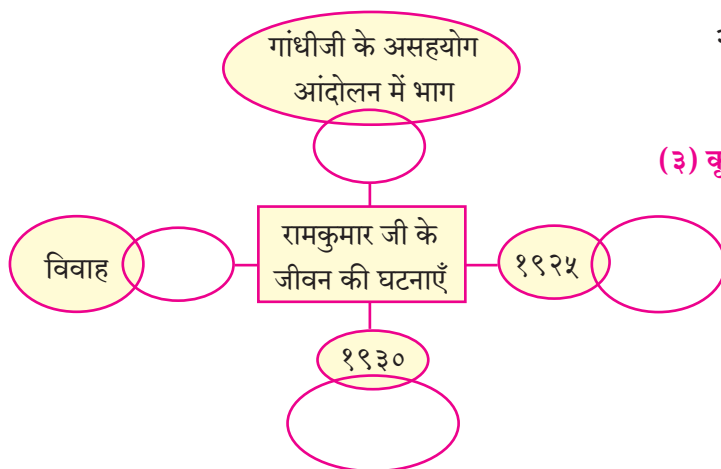 गांधीजी के असहयोग
आंदोलन में भाग
(३)
विवाह
रामकुमार जी के
जीवन की घटनाएँ
१९२५
१९३०